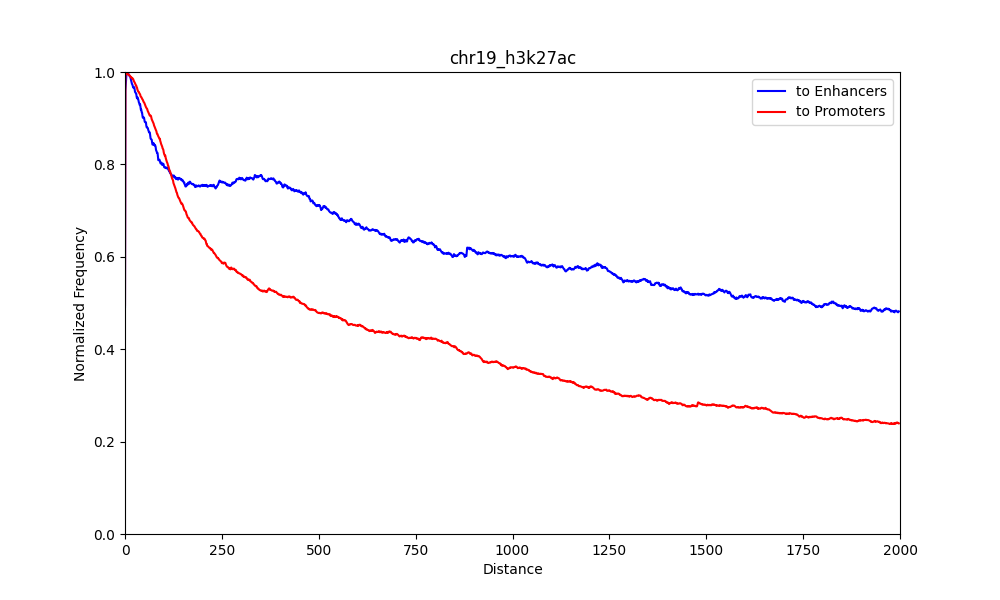 chr19_h3k27ac
to Enhancers
to Promoters
Normalized Frequency
1.0
0.8
0.6
0.4
0.2
0.0
0 250 500 750 1000 1250 1500 1750 2000
Distance